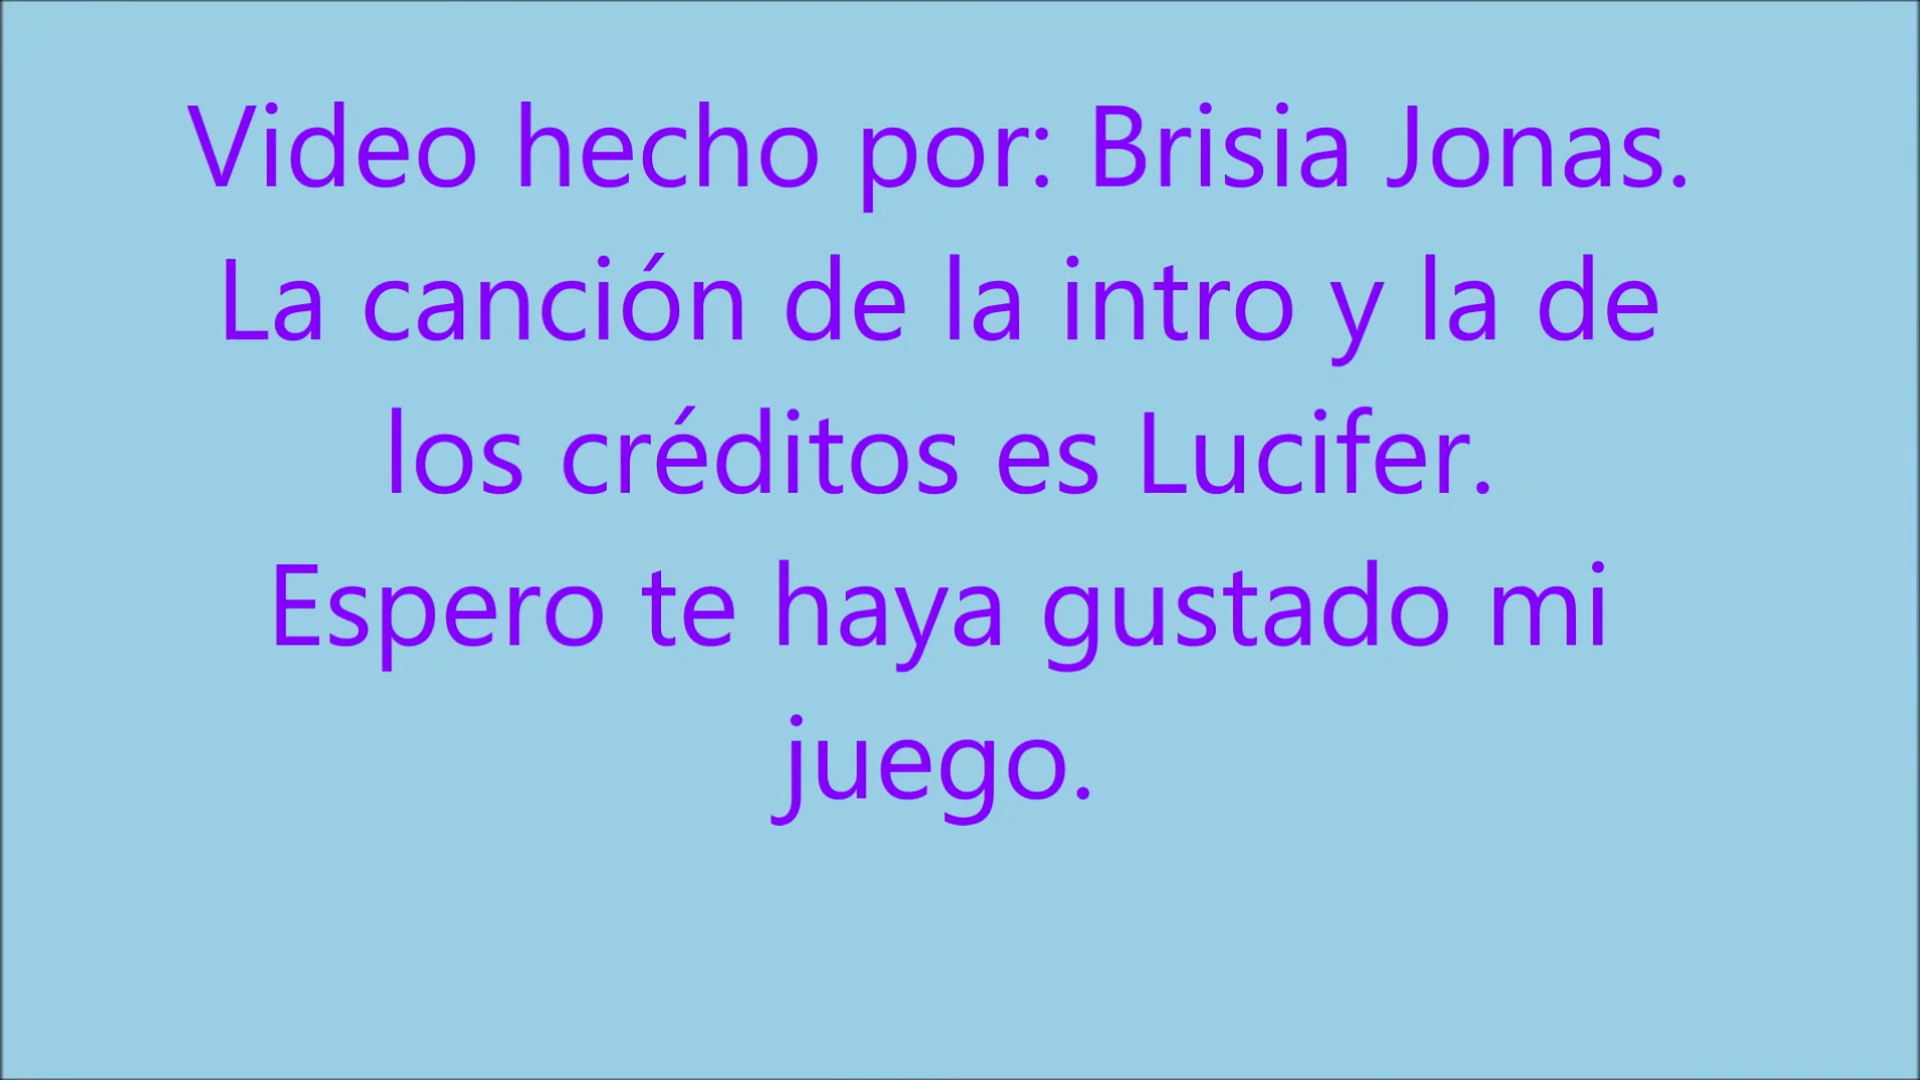 Video hecho por: Brisia Jonas.
La canción de la intro y la de
los créditos es Lucifer.
Espero te haya gustado mi
juego.